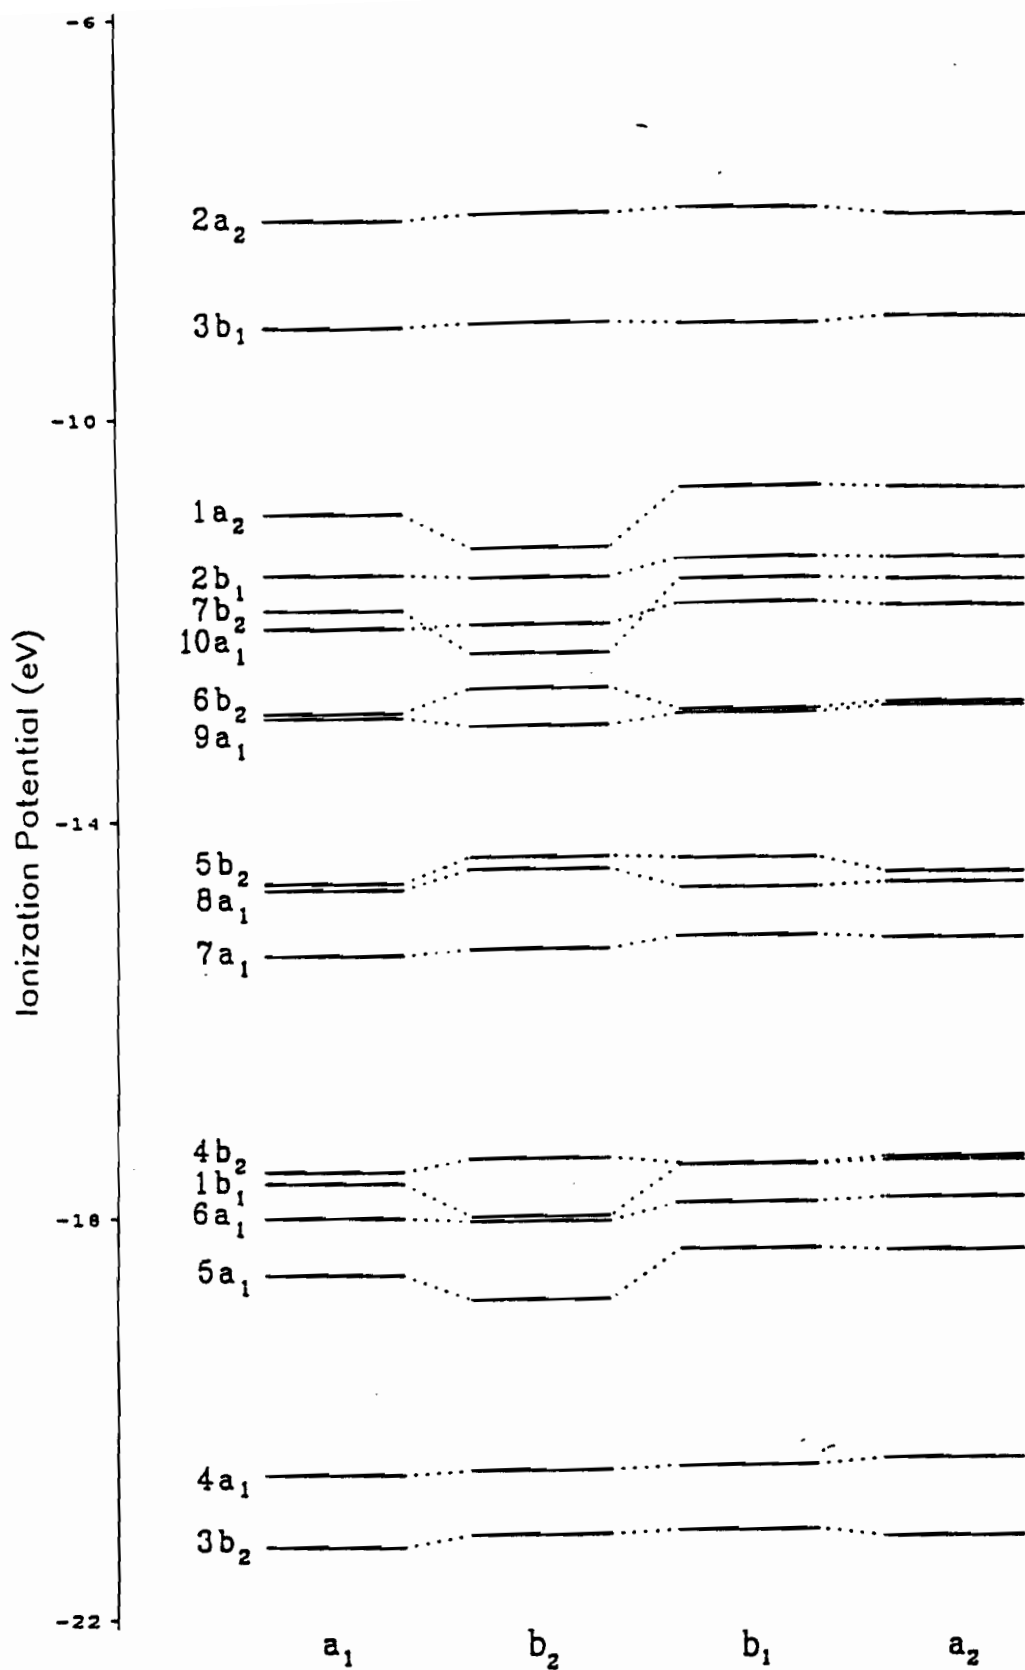 -6
2a₂
3b₁
-10
1a₂
2b₁
7b₂
10a₁
6b₂
9a₁
Ionization Potential (eV)
-14
5b₂
8a₁
7a₁
4b₂
1b₁
6a₁
-18
5a₁
4a₁
3b₂
-22
a₁ b₂ b₁ a₂